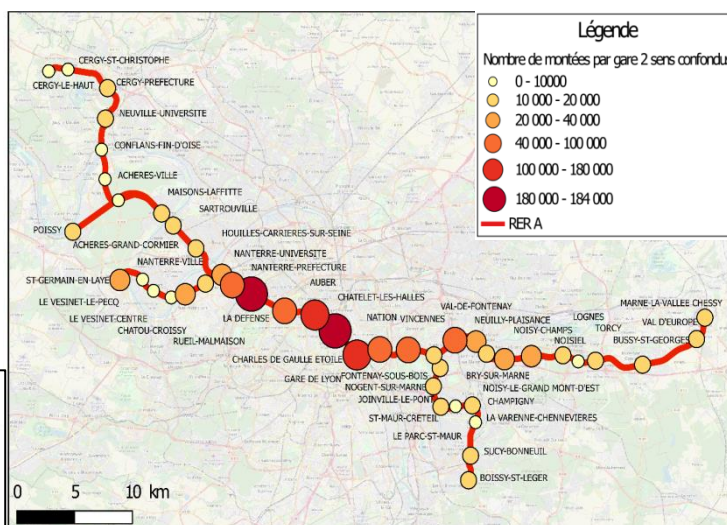 Légende
Nombre de montées par gare 2 sens confondus
0 - 10000
10 000 - 20 000
20 000 - 40 000
40 000 - 100 000
100 000 - 180 000
180 000 - 184 000
RER A
CERGY-ST-CHRISTOPHE
CERGY-LE-HAUT
CERGY-PREFECTURE
NEUVILLE-UNIVERSITE
CONFLANS-FIN-D'OISE
ACHERES-VILLE
MAISONS-LAFFITTE
SARTROUVILLE
POISSY
ACHERES-GRAND-CORMIER
HOUILLES-CARRIERES-SUR-SEINE
NANTERRE-UNIVERSITE
NANTERRE-VILLE
NANTERRE-PREFECTURE
ST-GERMAIN-EN-LAYE
AUBER
LE VESINET-LE-PECQ
CHATELET-LES-HALLES
LE VESINET-CENTRE
LA DEFENSE
CHATOU-CROISSY
NATION
VINCENNES
RUEIL-MALMAISON
VAL-DE-FONTENAY
NEUILLY-PLAISANCE
NOISY-CHAMPS
LOGNES
NOISIEL
TORCY
MARNE-LA-VALLEE CHESSY
VAL D'EUROPE
BUSSY-ST-GEORGES
CHARLES DE GAULLE ETOILE
GARE DE LYON
FONTENAY-SOUS-BOIS
BRY-SUR-MARNE
NOGENT-SUR-MARNE
NOISY-LE-GRAND MONT-D'EST
JOINVILLE-LE-PONT
CHAMPIGNY
ST-MAUR-CRETEIL
LA VARENNE-CHENNEVIERES
LE PARC-ST-MAUR
SUCY-BONNEUIL
BOISSY-ST-LEGER
0 5 10 km